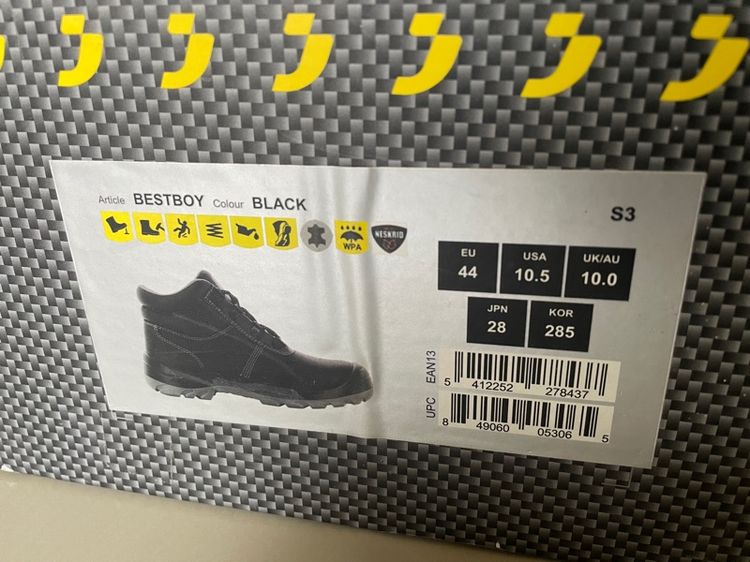 Article BESTBOY Colour BLACK
S3
WPA
NESKRID
EU
44
USA
10.5
UK/AU
10.0
JPN
28
KOR
285
EAN13
5 412252 278437
UPC
8 49060 05306 5